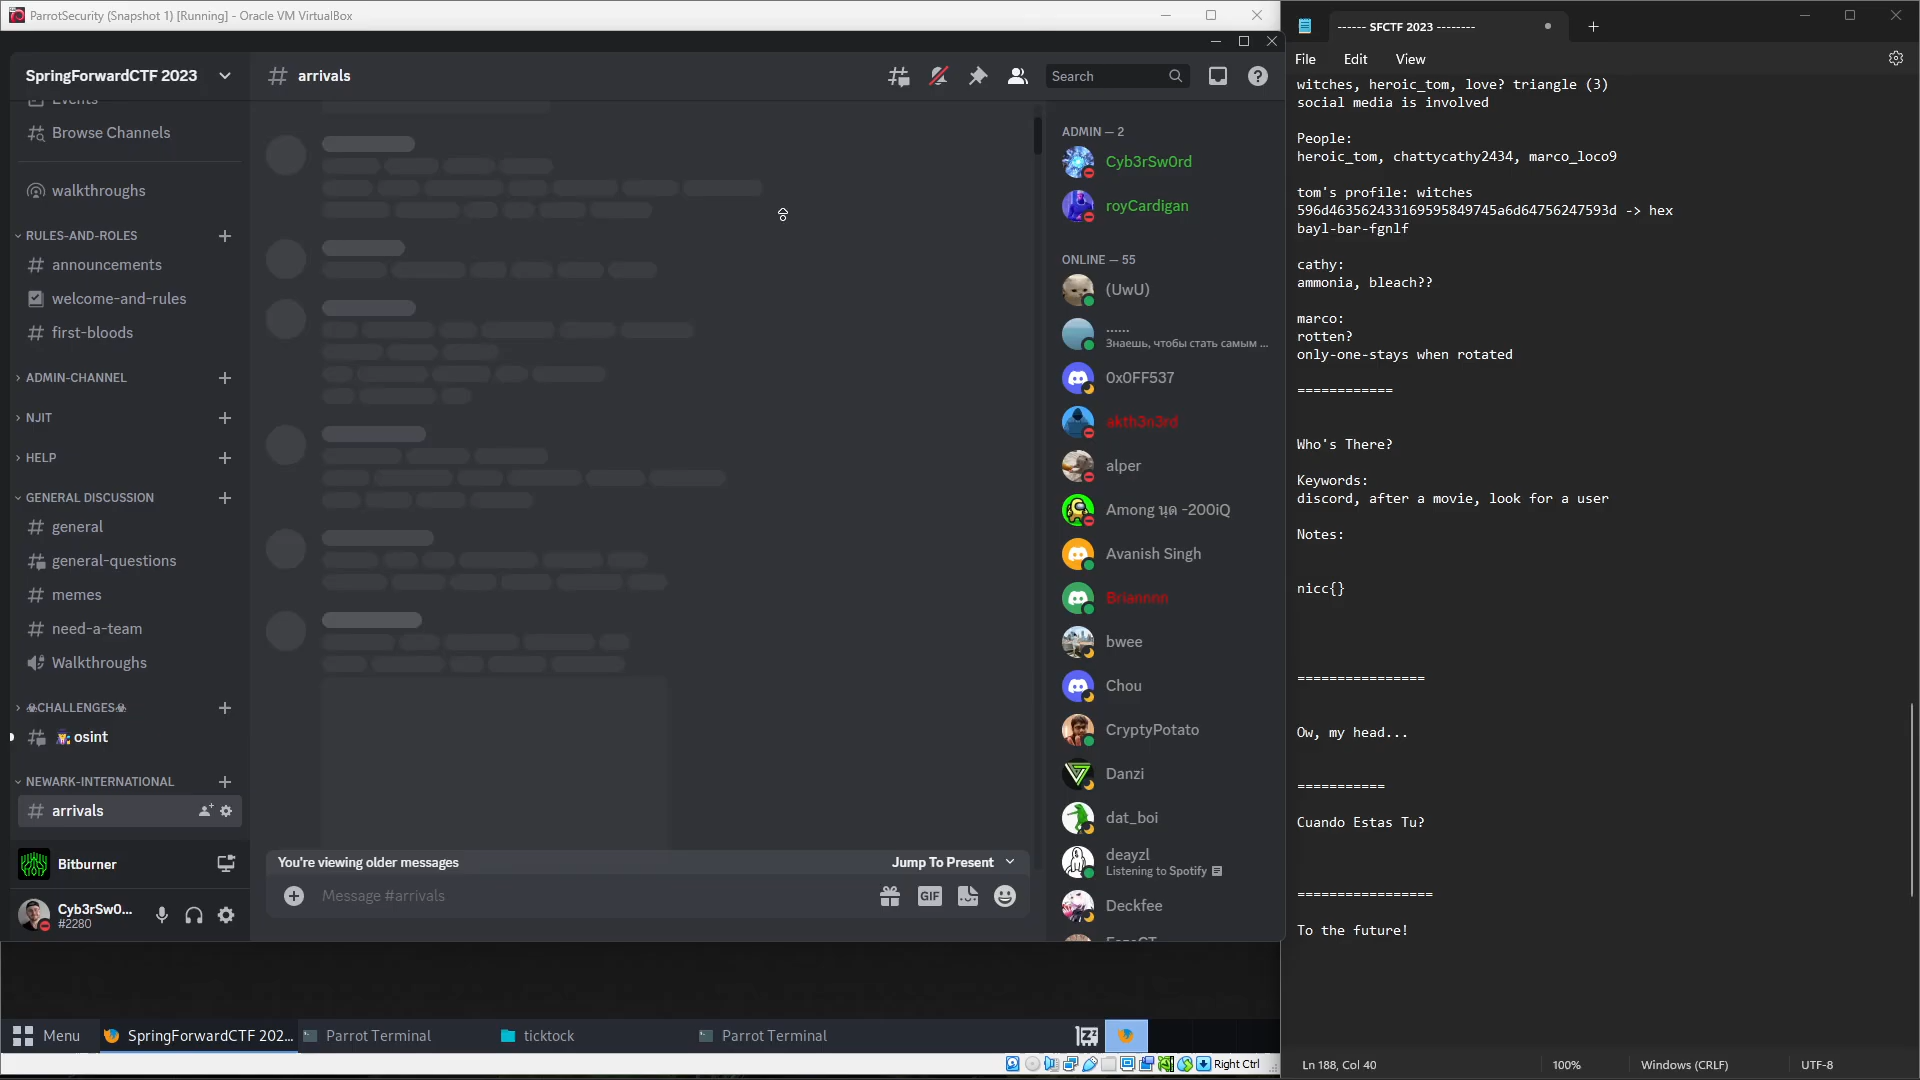 ParrotSecurity (Snapshot 1) [Running] - Oracle VM VirtualBox
SpringForwardCTF 2023
Events
Browse Channels
walkthroughs
RULES-AND-ROLES
announcements
welcome-and-rules
first-bloods
ADMIN-CHANNEL
NJIT
HELP
GENERAL DISCUSSION
general
general-questions
memes
need-a-team
Walkthroughs
☣CHALLENGES☣
osint
NEWARK-INTERNATIONAL
arrivals
Bitburner
Cyb3rSw0...
#2280
arrivals
Search
You're viewing older messages
Jump To Present
Message #arrivals
GIF
ADMIN — 2
Cyb3rSw0rd
royCardigan
ONLINE — 55
(UwU)
......
Знаешь, чтобы стать самым ...
0x0FF537
akth3n3rd
alper
Among นุด -200iQ
Avanish Singh
Briannnn
bwee
Chou
CryptyPotato
Danzi
dat_boi
deayzl
Listening to Spotify
Deckfee
Menu
SpringForwardCTF 202...
Parrot Terminal
ticktock
Parrot Terminal
Right Ctrl
------ SFCTF 2023 --------
File
Edit
View
witches, heroic_tom, love? triangle (3)
social media is involved
People:
heroic_tom, chattycathy2434, marco_loco9
tom's profile: witches
596d463562433169595849745a6d64756247593d -> hex
bayl-bar-fgnlf
cathy:
ammonia, bleach??
marco:
rotten?
only-one-stays when rotated
============
Who's There?
Keywords:
discord, after a movie, look for a user
Notes:
nicc{}
================
Ow, my head...
===========
Cuando Estas Tu?
=================
To the future!
Ln 188, Col 40
100%
Windows (CRLF)
UTF-8